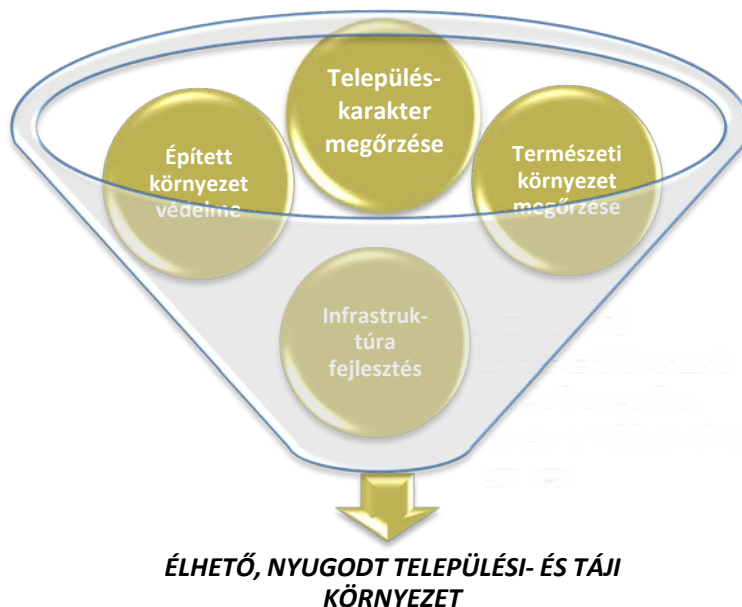 Település-
karakter
megőrzése
Épített
környezet
védelme
Természeti
környezet
megőrzése
Infrastruk-
túra
fejlesztés
ÉLHETŐ, NYUGODT TELEPÜLÉSI- ÉS TÁJI
KÖRNYEZET